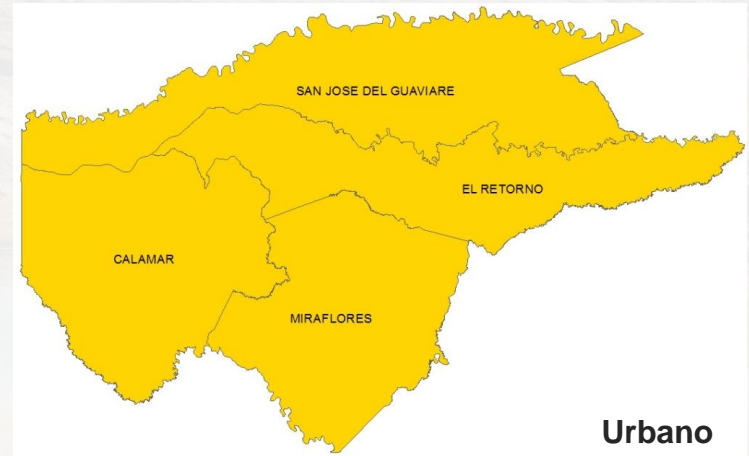 SAN JOSE DEL GUAVIARE
EL RETORNO
CALAMAR
MIRAFLORES
Urbano